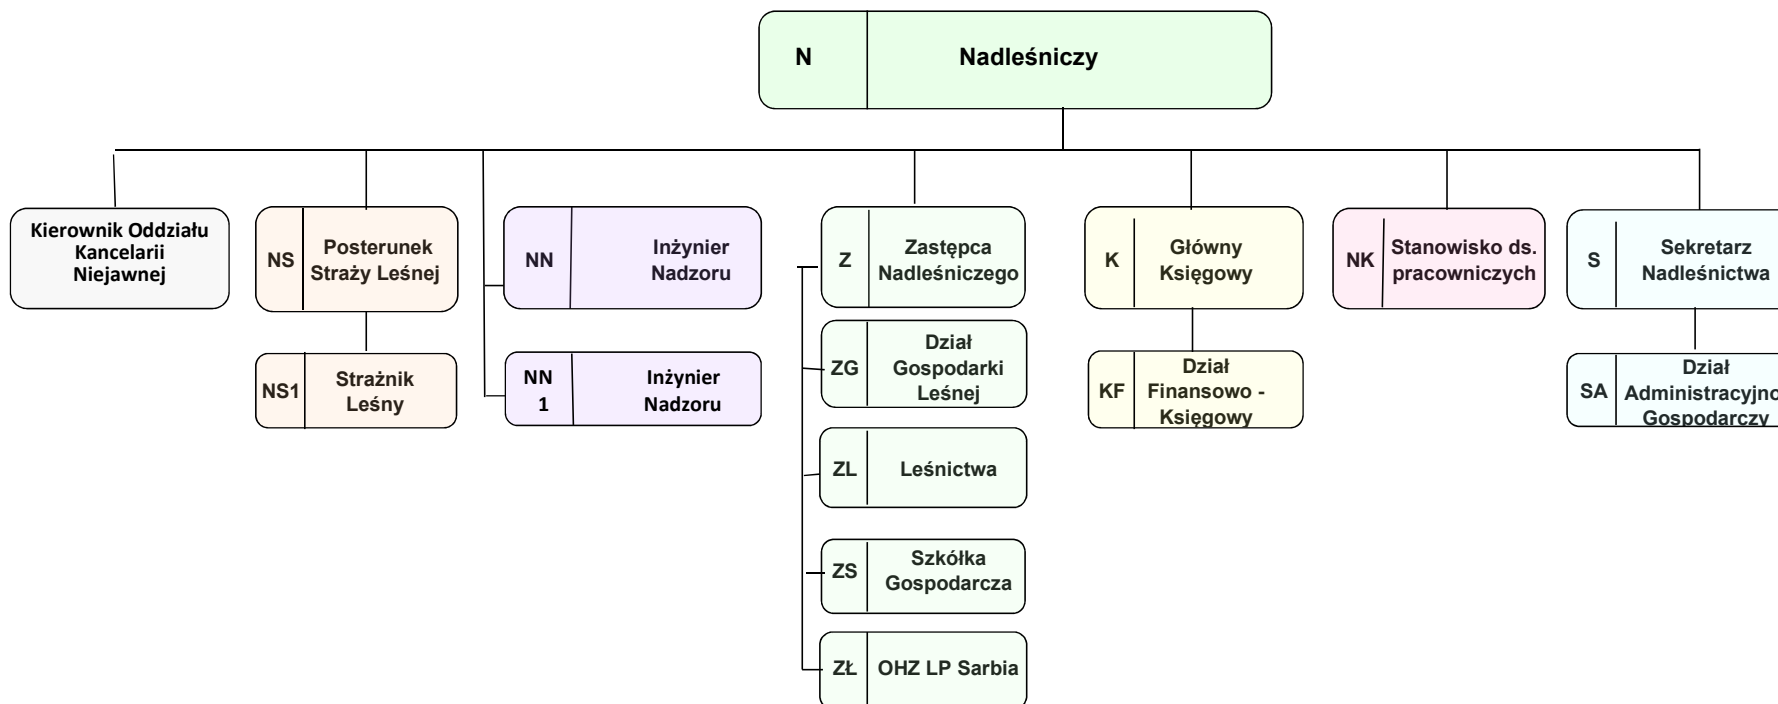 N
Nadleśniczy
Kierownik Oddziału
Kancelarii
Niejawnej
NS
Posterunek
Straży Leśnej
NN
Inżynier
Nadzoru
Z
Zastępca
Nadleśniczego
K
Główny
Księgowy
NK
Stanowisko ds.
pracowniczych
S
Sekretarz
Nadleśnictwa
NS1
Strażnik
Leśny
NN
1
Inżynier
Nadzoru
ZG
Dział
Gospodarki
Leśnej
KF
Dział
Finansowo -
Księgowy
SA
Dział
Administracyjno
Gospodarczy
ZL
Leśnictwa
ZS
Szkółka
Gospodarcza
ZŁ
OHZ LP Sarbia